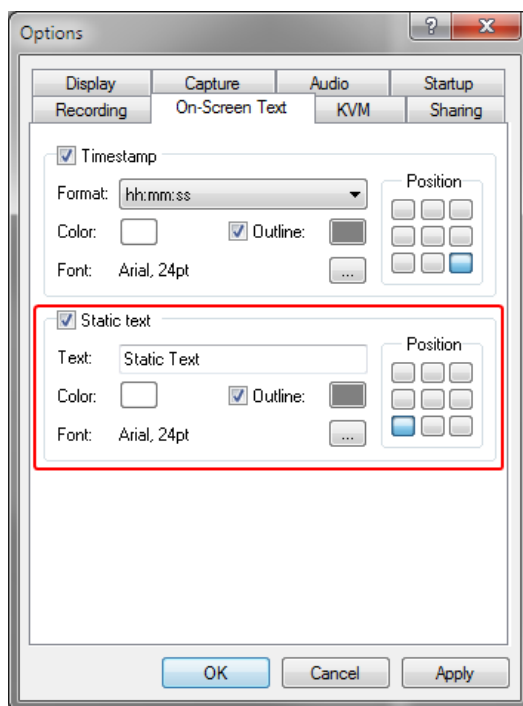 Options
Display Capture Audio Startup
Recording On-Screen Text KVM Sharing
Timestamp
Format: hh:mm:ss
Position
Color: Outline:
Font: Arial, 24pt ...
Static text
Text: Static Text
Position
Color: Outline:
Font: Arial, 24pt ...
OK Cancel Apply